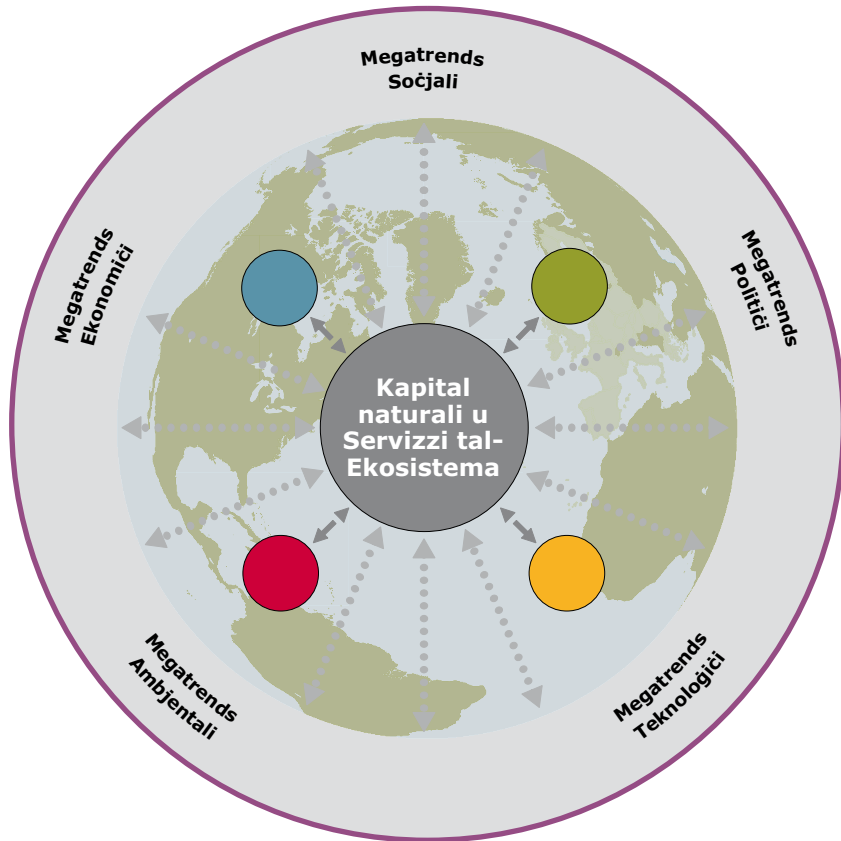 Megatrends
Soċjali
Megatrends
Ekonomiċi
Megatrends
Politiċi
Kapital
naturali u
Servizzi tal-
Ekosistema
Megatrends
Ambjentali
Megatrends
Teknoloġiċi